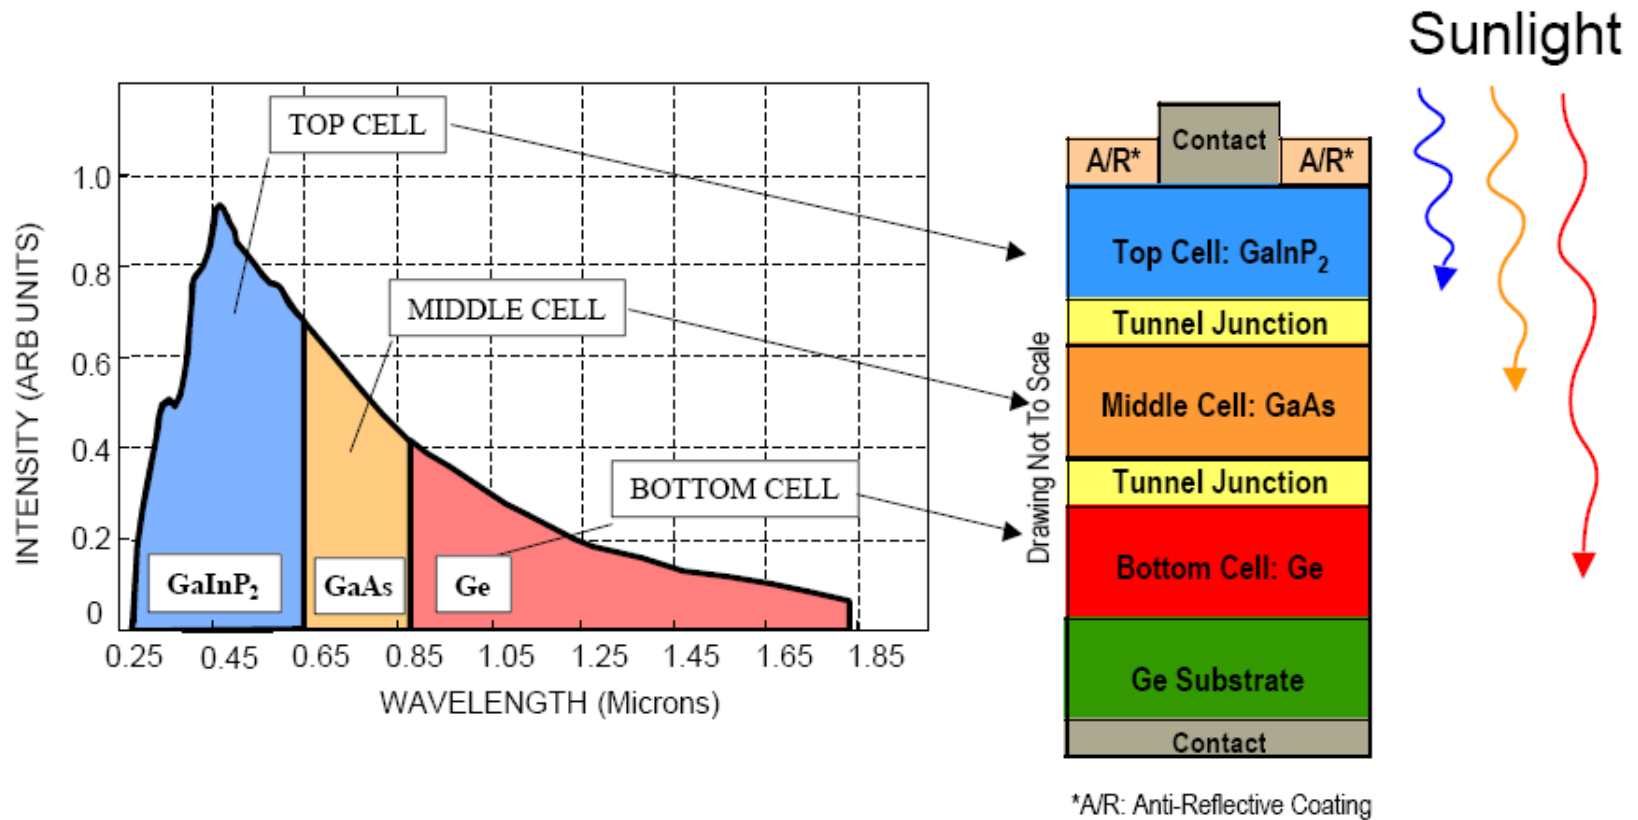 Sunlight
TOP CELL
MIDDLE CELL
BOTTOM CELL
INTENSITY (ARB UNITS)
1.0
0.8
0.6
0.4
0.2
0
GaInP₂
GaAs
Ge
0.25 0.45 0.65 0.85 1.05 1.25 1.45 1.65 1.85
WAVELENGTH (Microns)
Drawing Not To Scale
Contact
A/R* A/R*
Top Cell: GaInP₂
Tunnel Junction
Middle Cell: GaAs
Tunnel Junction
Bottom Cell: Ge
Ge Substrate
Contact
*A/R: Anti-Reflective Coating